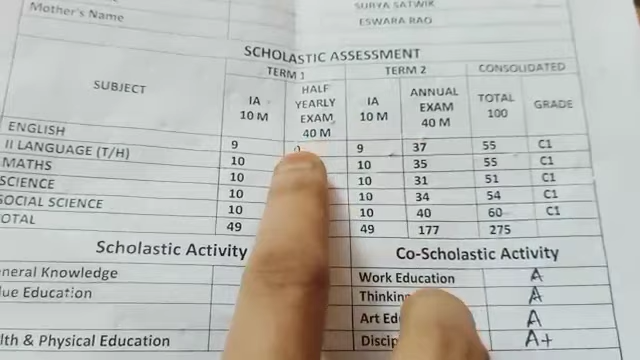 SURYA SATWIK
Mother's Name
ESWARA RAO
SCHOLASTIC ASSESSMENT
SUBJECT TERM 1 TERM 2 CONSOLIDATED
IA 10 M HALF YEARLY EXAM 40 M IA 10 M ANNUAL EXAM 40 M TOTAL 100 GRADE
ENGLISH 9 9 37 55 C1
II LANGUAGE (T/H) 10 10 35 55 C1
MATHS 10 10 31 51 C1
SCIENCE 10 10 34 54 C1
SOCIAL SCIENCE 10 10 40 60 C1
OTAL 49 49 177 275
Scholastic Activity Co-Scholastic Activity
neral Knowledge Work Education A
lue Education A
Art A
lth & Physical Education A+